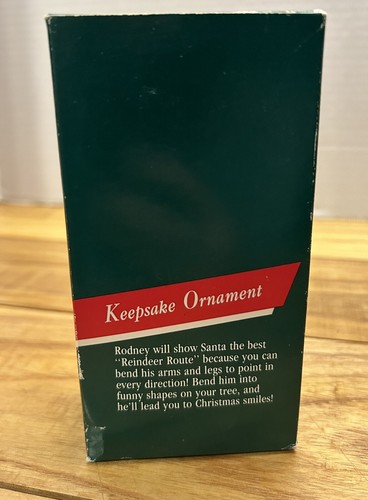 Keepsake Ornament
Rodney will show Santa the best
"Reindeer Route" because you can
bend his arms and legs to point in
every direction! Bend him into
funny shapes on your tree, and
he'll lead you to Christmas smiles!